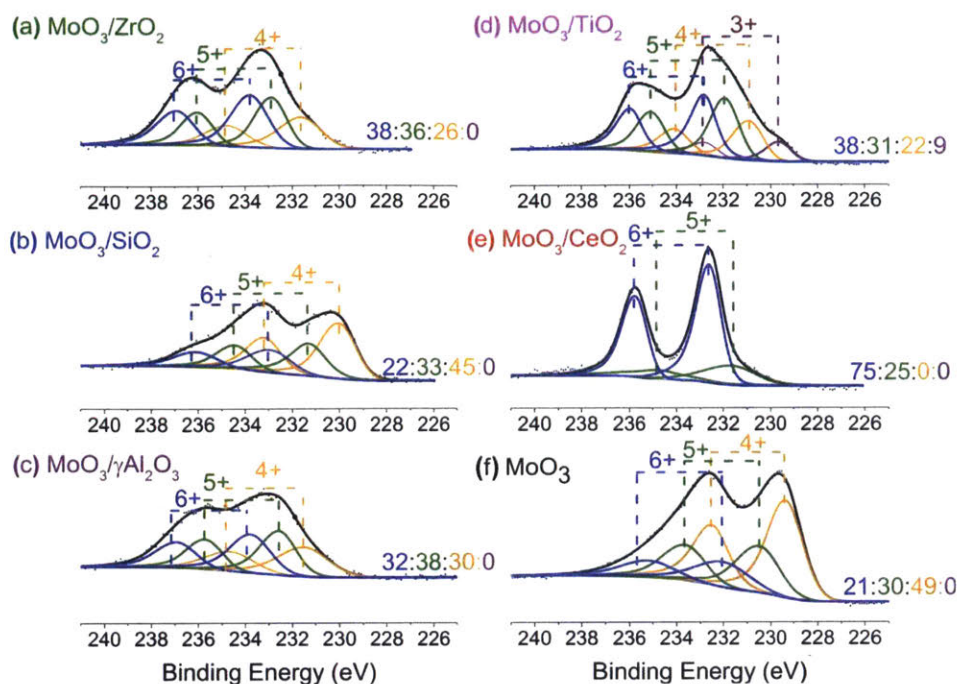 (a) MoO₃/ZrO₂
6+
5+
4+
38:36:26:0
240 238 236 234 232 230 228 226
(b) MoO₃/SiO₂
6+
5+
4+
22:33:45:0
240 238 236 234 232 230 228 226
(c) MoO₃/γAl₂O₃
6+
5+
4+
32:38:30:0
240 238 236 234 232 230 228 226
Binding Energy (eV)
(d) MoO₃/TiO₂
6+
5+
4+
3+
38:31:22:9
240 238 236 234 232 230 228 226
(e) MoO₃/CeO₂
6+
5+
75:25:0:0
240 238 236 234 232 230 228 226
(f) MoO₃
6+
5+
4+
21:30:49:0
240 238 236 234 232 230 228 226
Binding Energy (eV)